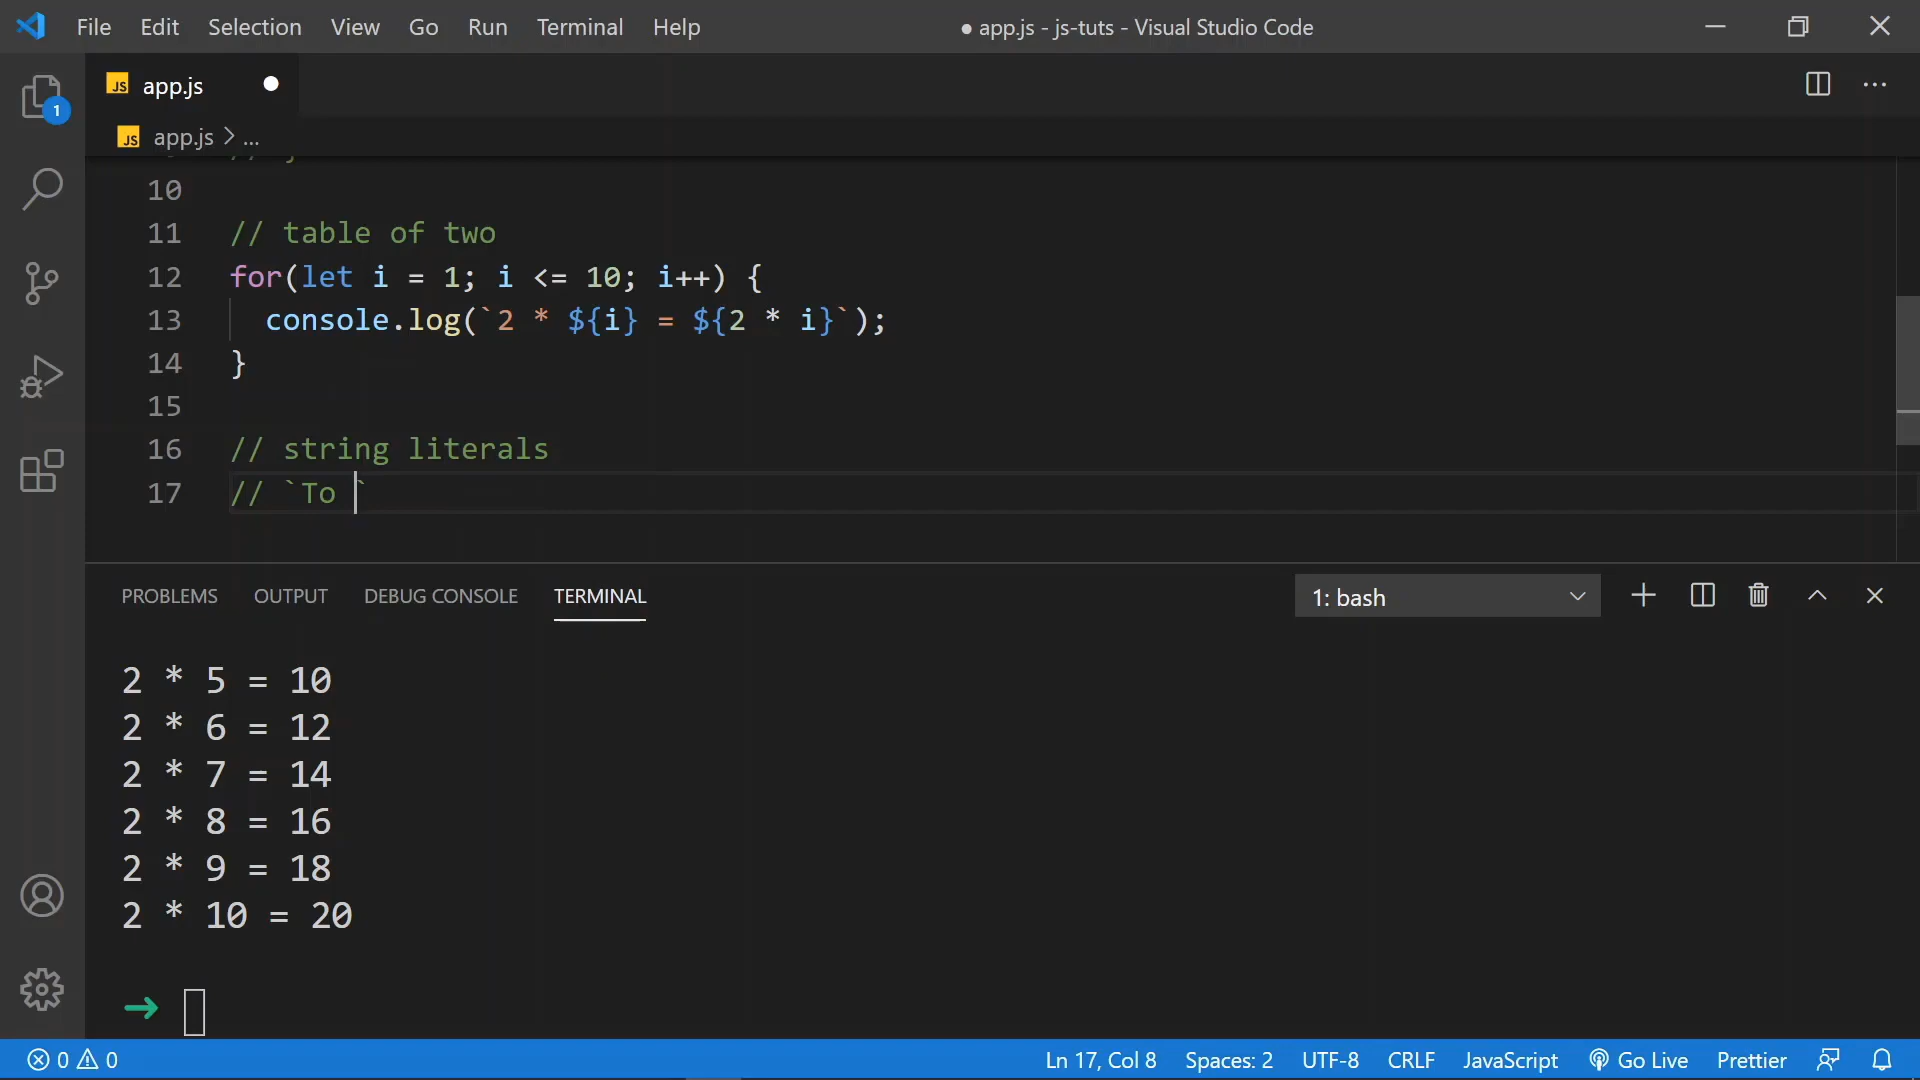 File Edit Selection View Go Run Terminal Help
● app.js - js-tuts - Visual Studio Code
1
JS app.js
JS app.js > ...
10
11 // table of two
12 for(let i = 1; i <= 10; i++) {
13 console.log(`2 * ${i} = ${2 * i}`);
14 }
15
16 // string literals
17 // `To `
PROBLEMS OUTPUT DEBUG CONSOLE TERMINAL
1: bash
2 * 5 = 10
2 * 6 = 12
2 * 7 = 14
2 * 8 = 16
2 * 9 = 18
2 * 10 = 20
➜
0 0 Ln 17, Col 8 Spaces: 2 UTF-8 CRLF JavaScript Go Live Prettier